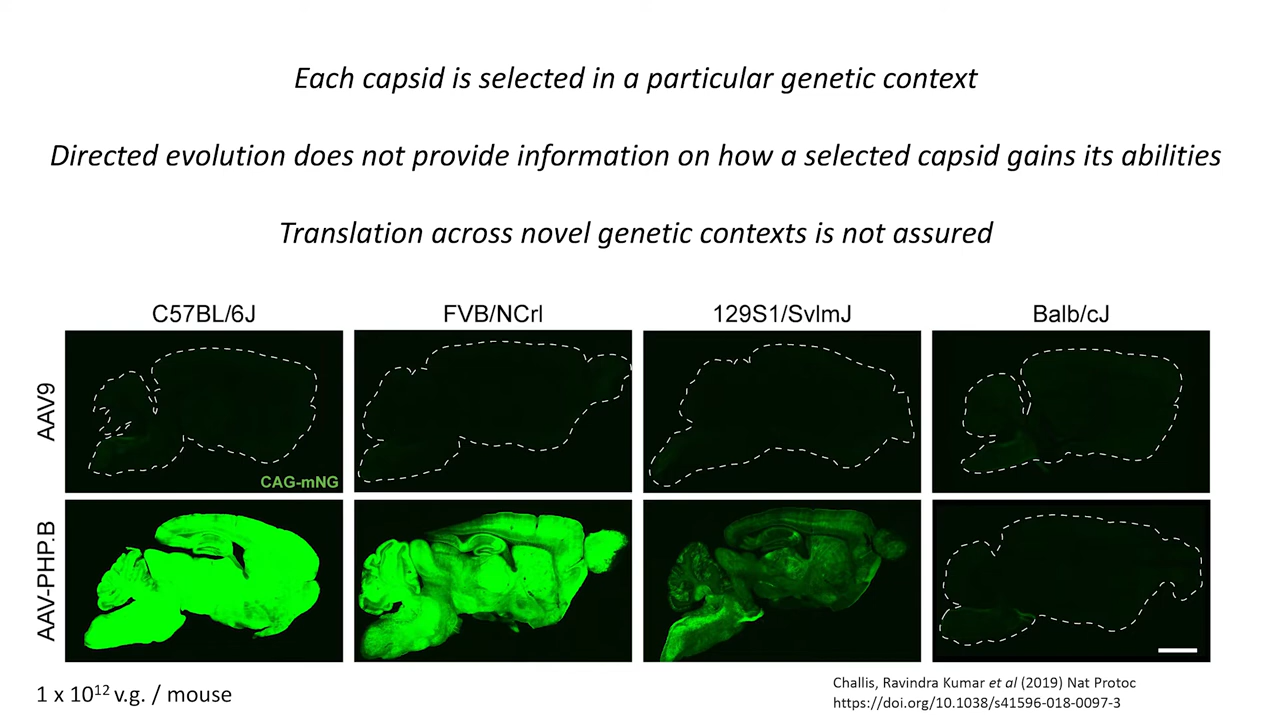 Each capsid is selected in a particular genetic context
Directed evolution does not provide information on how a selected capsid gains its abilities
Translation across novel genetic contexts is not assured
C57BL/6J FVB/NCrl 129S1/SvlmJ Balb/cJ
AAV9
CAG-mNG
AAV-PHP.B
1 x 10¹² v.g. / mouse
Challis, Ravindra Kumar et al (2019) Nat Protoc
https://doi.org/10.1038/s41596-018-0097-3